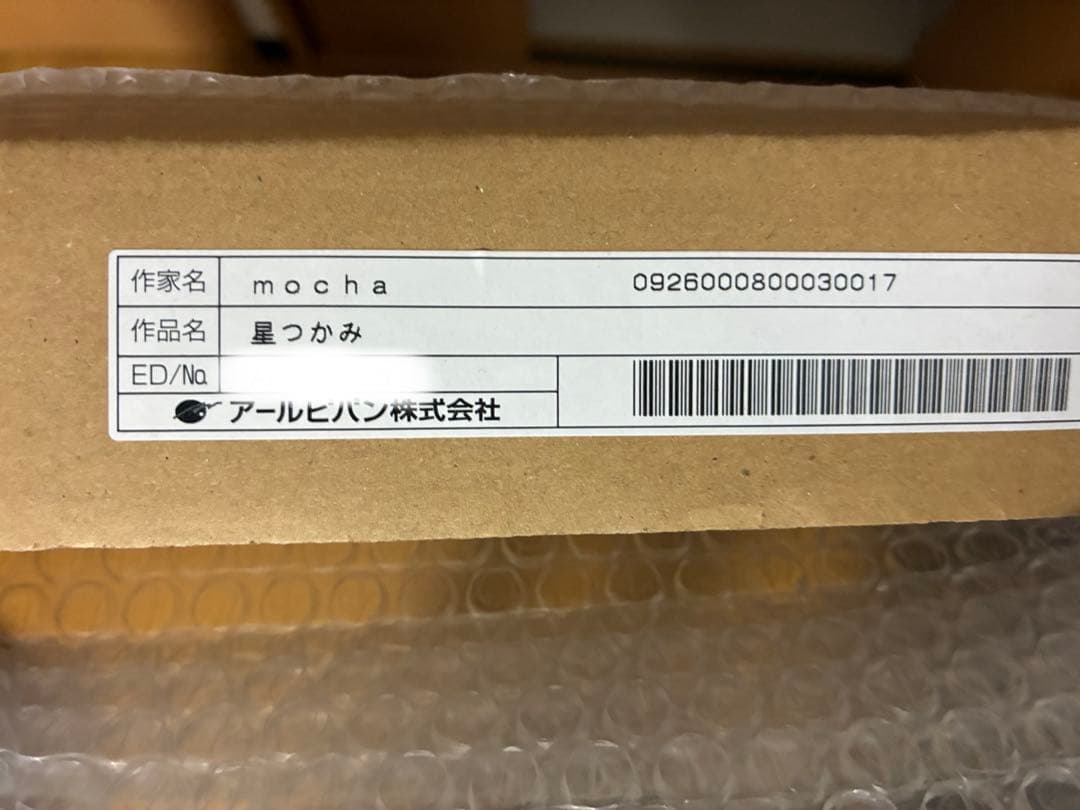 作家名 mocha 0926000800030017
作品名 星つかみ
ED/No.
アールビバン株式会社